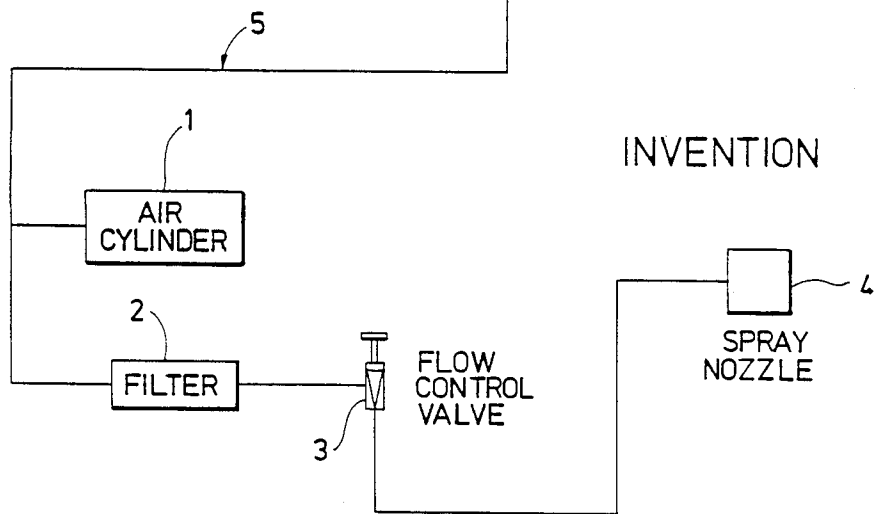 5
1
INVENTION
AIR
CYLINDER
4
2
SPRAY
NOZZLE
FILTER
FLOW
CONTROL
VALVE
3